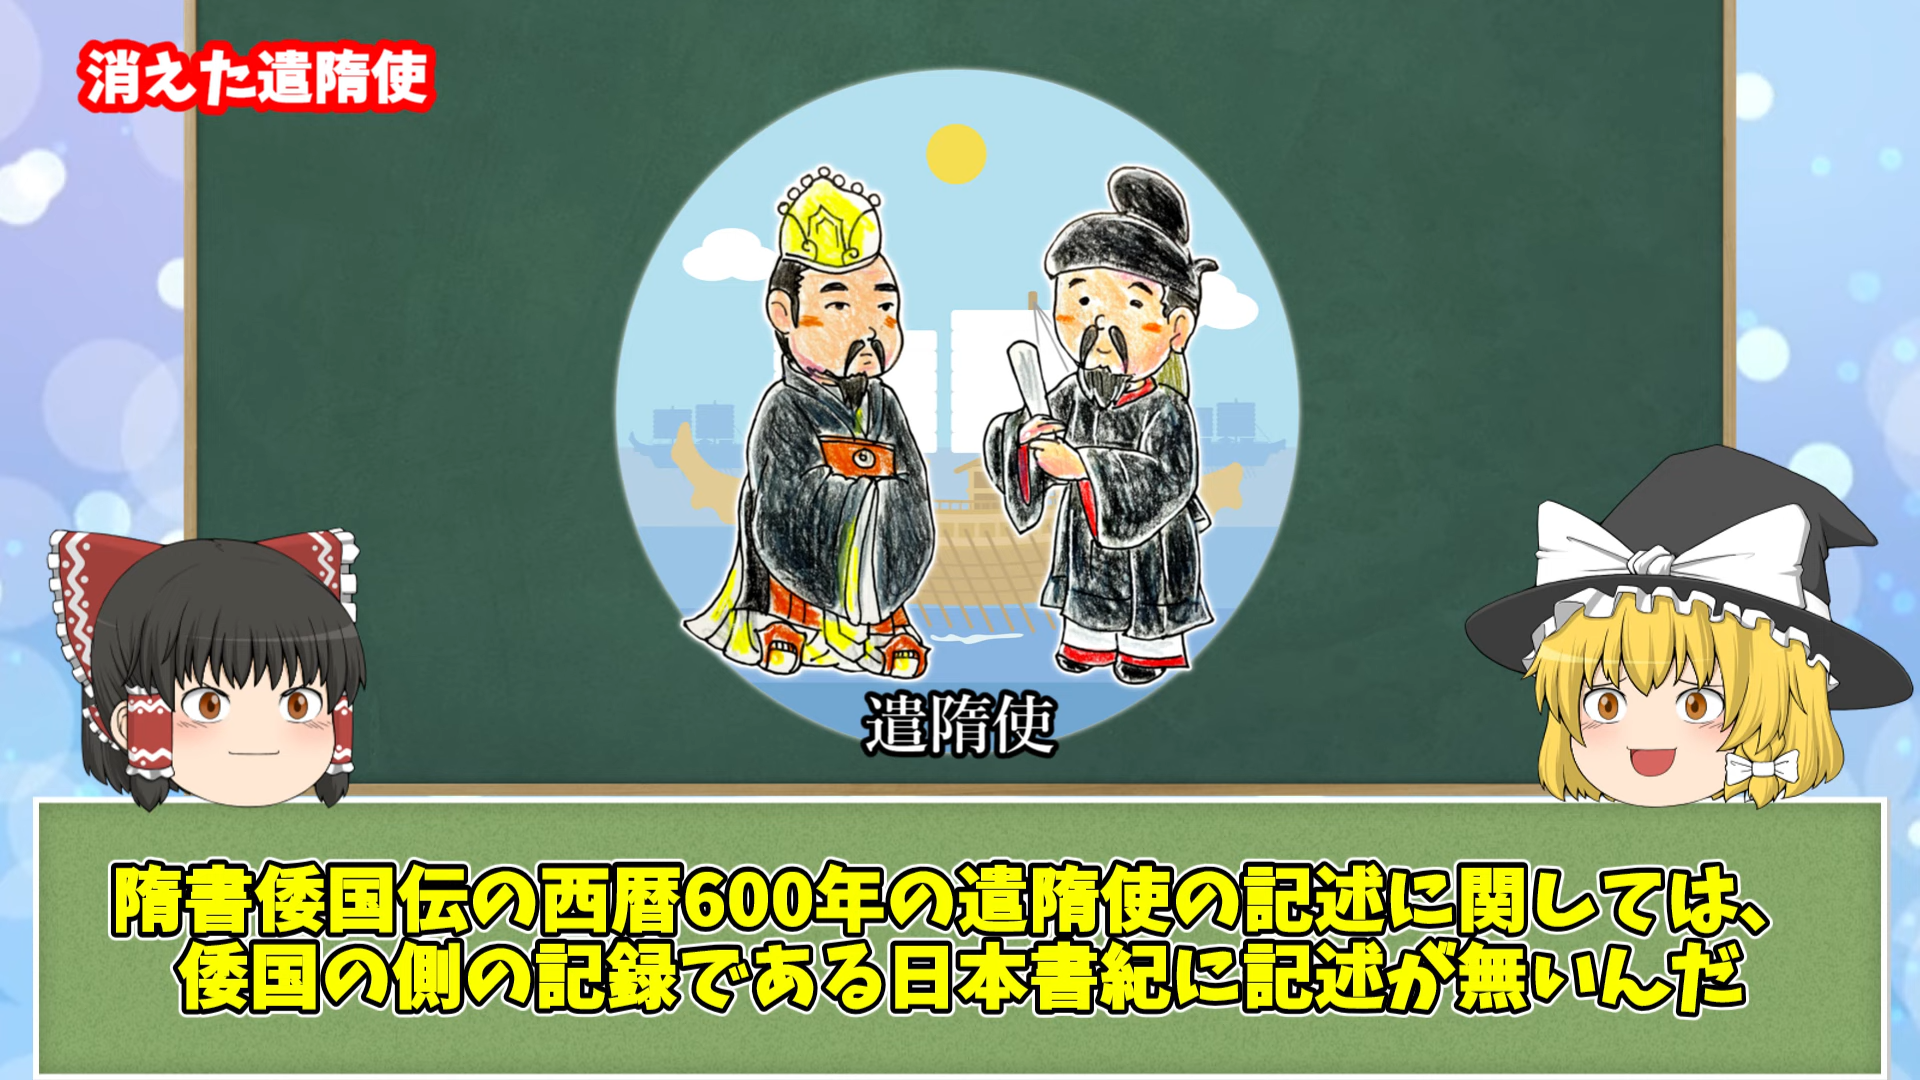 消えた遣隋使
遣隋使
隋書倭国伝の西暦600年の遣隋使の記述に関しては、
倭国の側の記録である日本書紀に記述が無いんだ